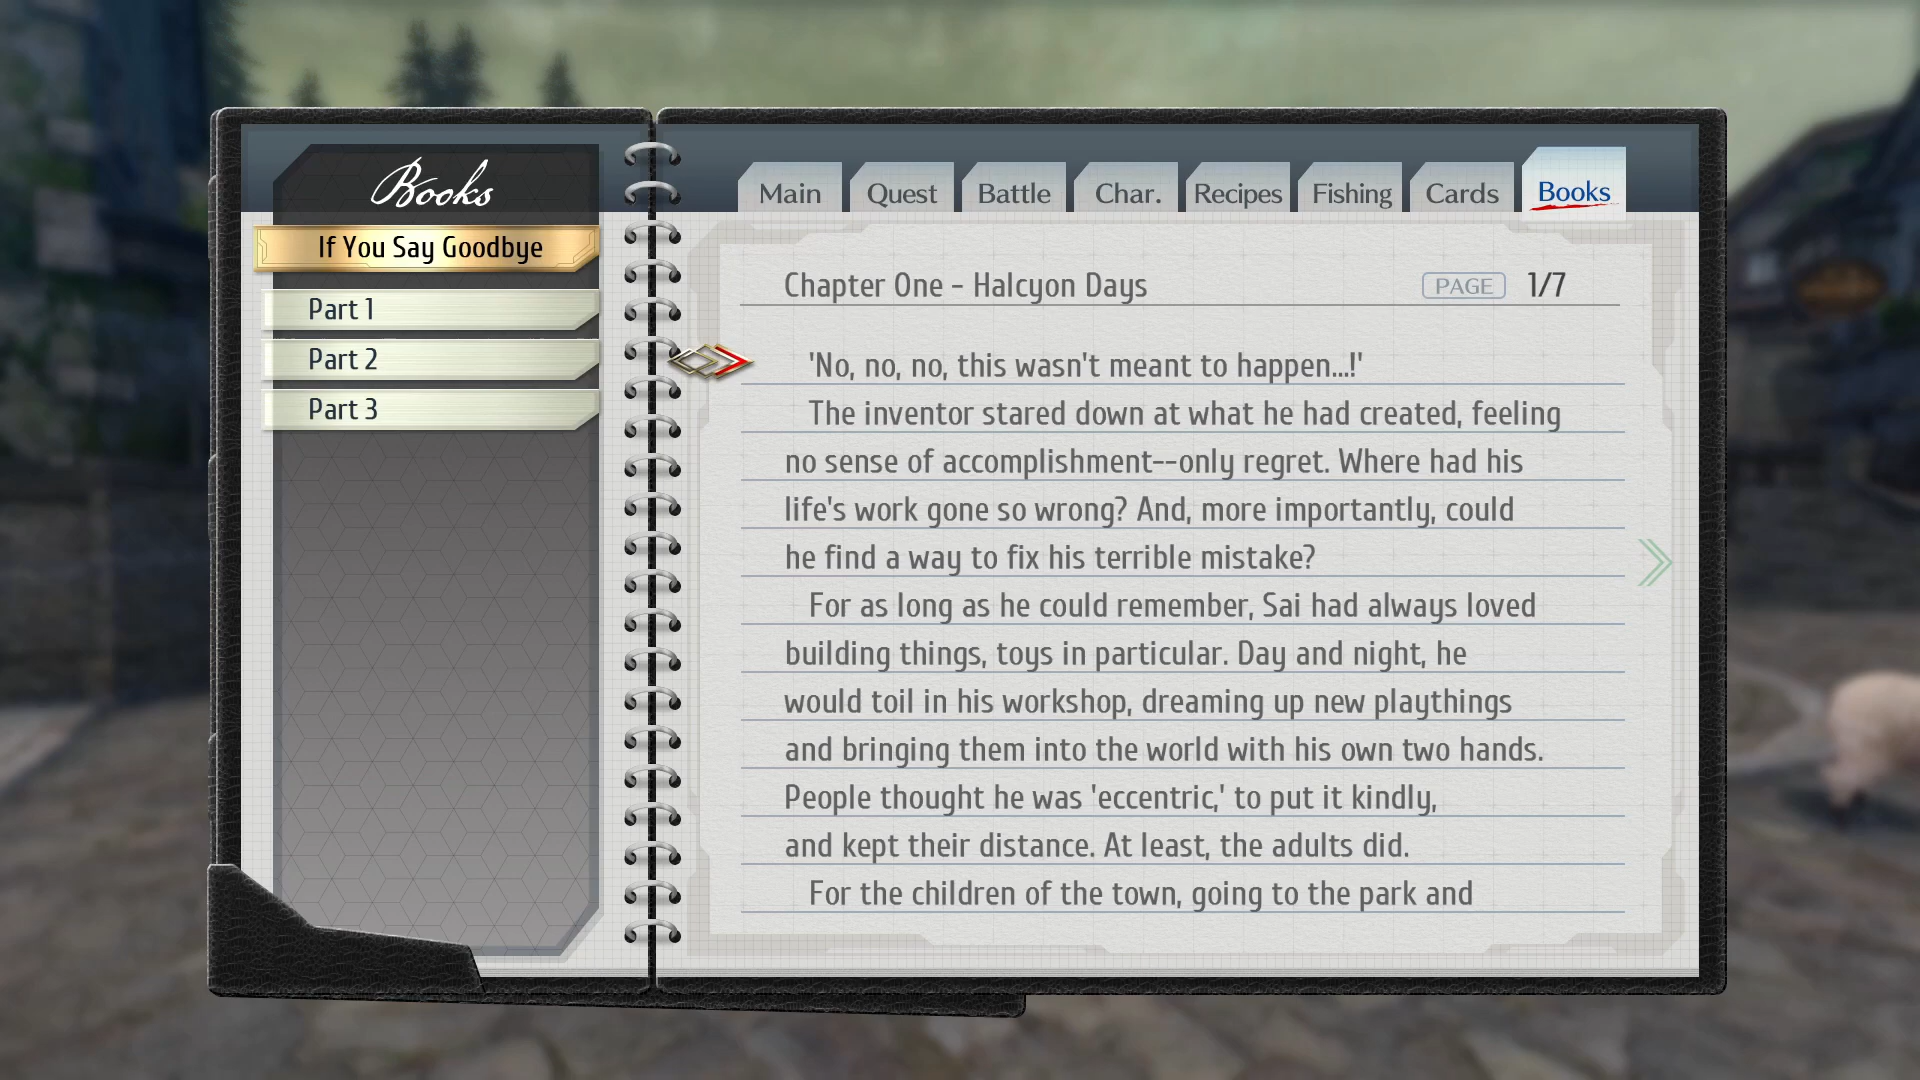 Books
If You Say Goodbye
Part 1
Part 2
Part 3
Main
Quest
Battle
Char.
Recipes
Fishing
Cards
Books
Chapter One - Halcyon Days
PAGE 1/7
'No, no, no, this wasn't meant to happen...!'
The inventor stared down at what he had created, feeling
no sense of accomplishment--only regret. Where had his
life's work gone so wrong? And, more importantly, could
he find a way to fix his terrible mistake?
For as long as he could remember, Sai had always loved
building things, toys in particular. Day and night, he
would toil in his workshop, dreaming up new playthings
and bringing them into the world with his own two hands.
People thought he was 'eccentric,' to put it kindly,
and kept their distance. At least, the adults did.
For the children of the town, going to the park and